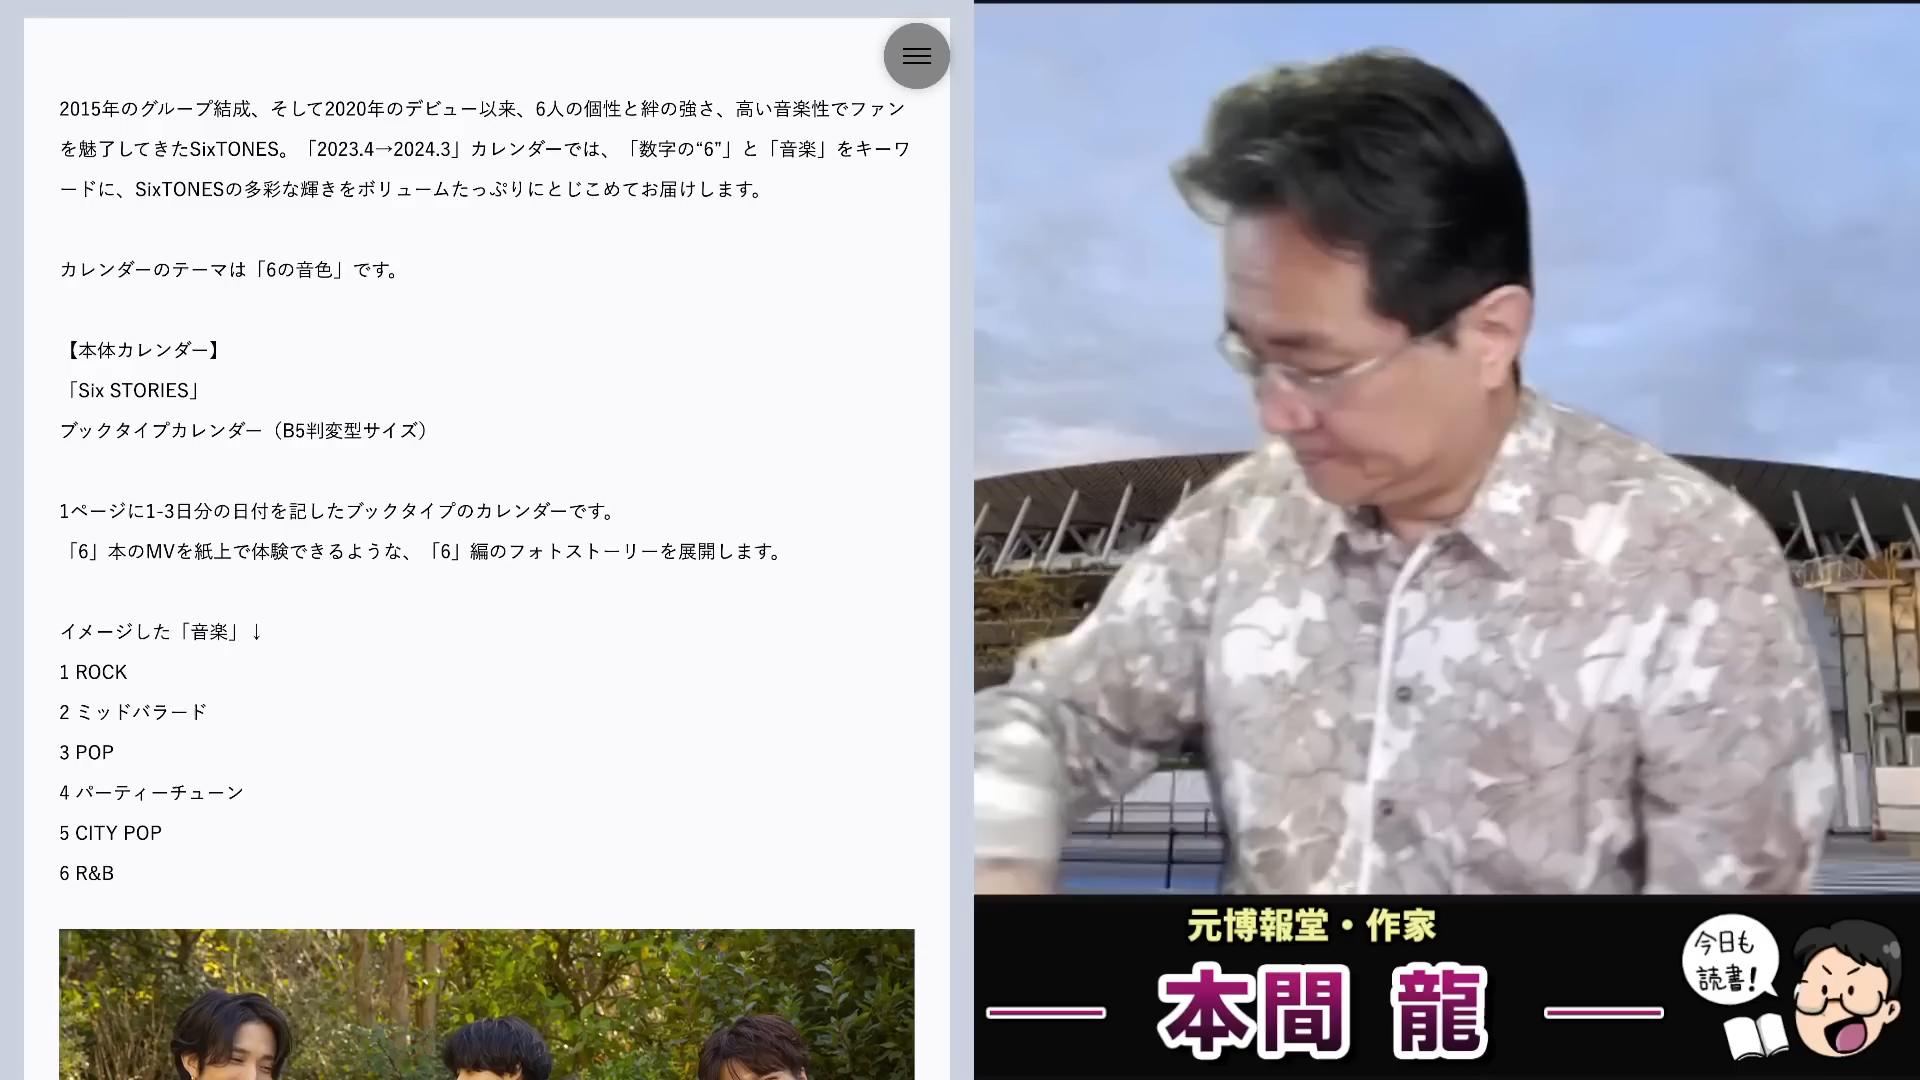 2015年のグループ結成、そして2020年のデビュー以来、6人の個性と絆の強さ、高い音楽性でファン
を魅了してきたSixTONES。「2023.4→2024.3」カレンダーでは、「数字の“6”」と「音楽」をキーワ
ードに、SixTONESの多彩な輝きをボリュームたっぷりにとじこめてお届けします。
カレンダーのテーマは「6の音色」です。
【本体カレンダー】
「Six STORIES」
ブックタイプカレンダー（B5判変型サイズ）
1ページに1-3日分の日付を記したブックタイプのカレンダーです。
「6」本のMVを紙上で体験できるような、「6」編のフォトストーリーを展開します。
イメージした「音楽」↓
1 ROCK
2 ミッドバラード
3 POP
4 パーティーチューン
5 CITY POP
6 R&B
元博報堂・作家
本間 龍
今日も
読書!